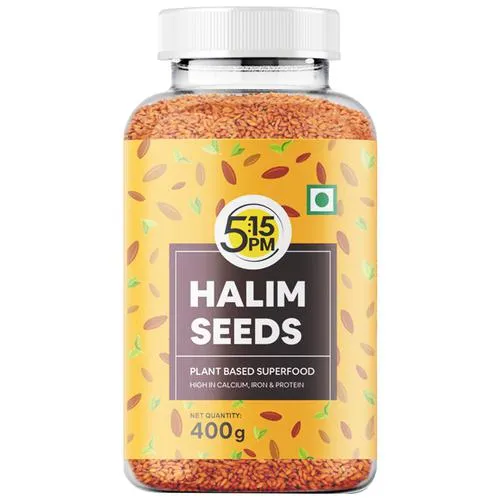 5:15
PM
HALIM
SEEDS
PLANT BASED SUPERFOOD
HIGH IN CALCIUM, IRON & PROTEIN
NET QUANTITY:
400g